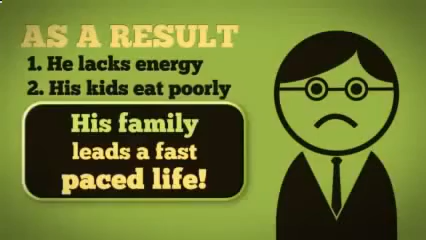 AS A RESULT
1. He lacks energy
2. His kids eat poorly
His family
leads a fast
paced life!